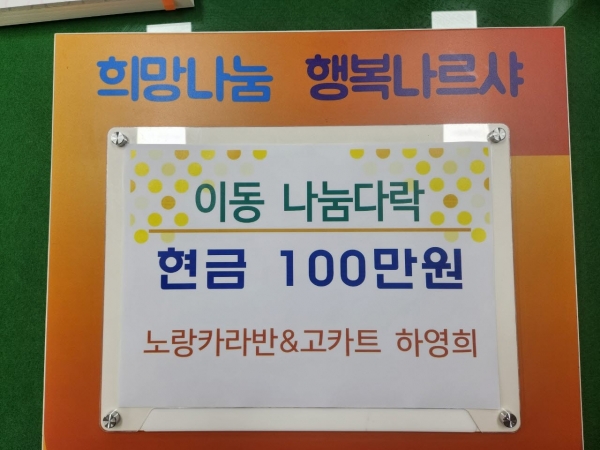 희망나눔 행복나르샤
이동 나눔다락
현금 100만원
노랑카라반&고카트 하영희